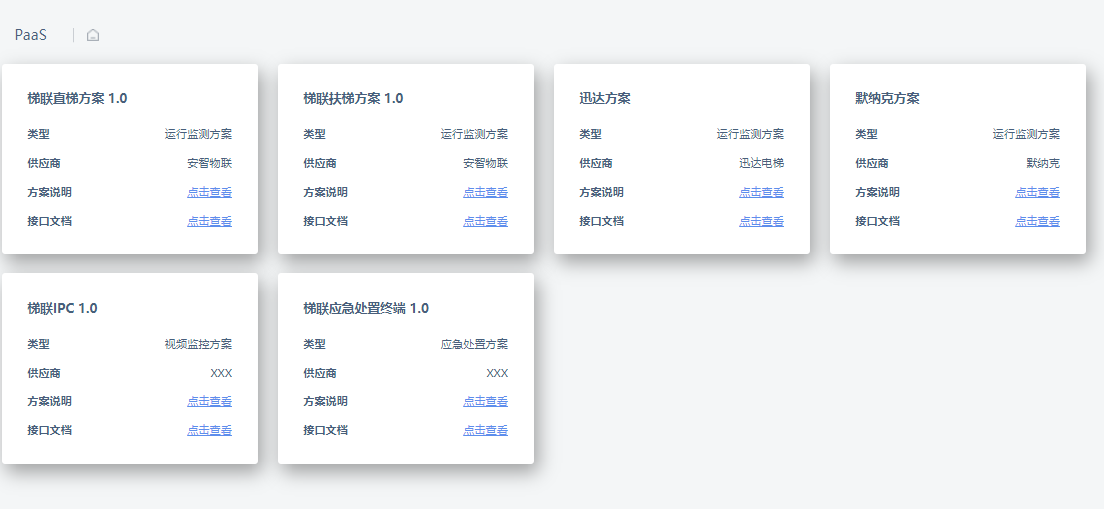 PaaS
梯联直梯方案 1.0
类型 运行监测方案
供应商 安智物联
方案说明 点击查看
接口文档 点击查看
梯联扶梯方案 1.0
类型 运行监测方案
供应商 安智物联
方案说明 点击查看
接口文档 点击查看
迅达方案
类型 运行监测方案
供应商 迅达电梯
方案说明 点击查看
接口文档 点击查看
默纳克方案
类型 运行监测方案
供应商 默纳克
方案说明 点击查看
接口文档 点击查看
梯联IPC 1.0
类型 视频监控方案
供应商 XXX
方案说明 点击查看
接口文档 点击查看
梯联应急处置终端 1.0
类型 应急处置方案
供应商 XXX
方案说明 点击查看
接口文档 点击查看